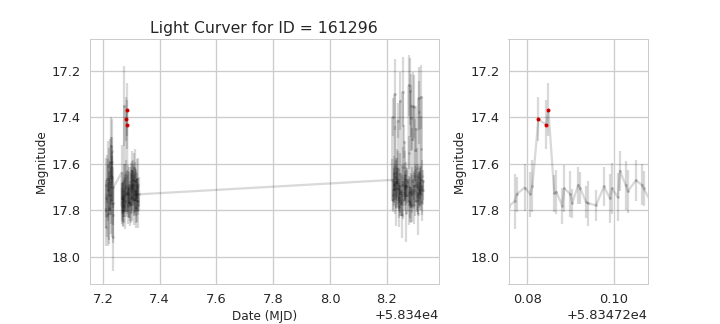 Light Curver for ID = 161296
Magnitude
17.2
17.4
17.6
17.8
18.0
7.2 7.4 7.6 7.8 8.0 8.2
Date (MJD)
+5.834e4
Magnitude
17.2
17.4
17.6
17.8
18.0
0.08 0.10
+5.83472e4